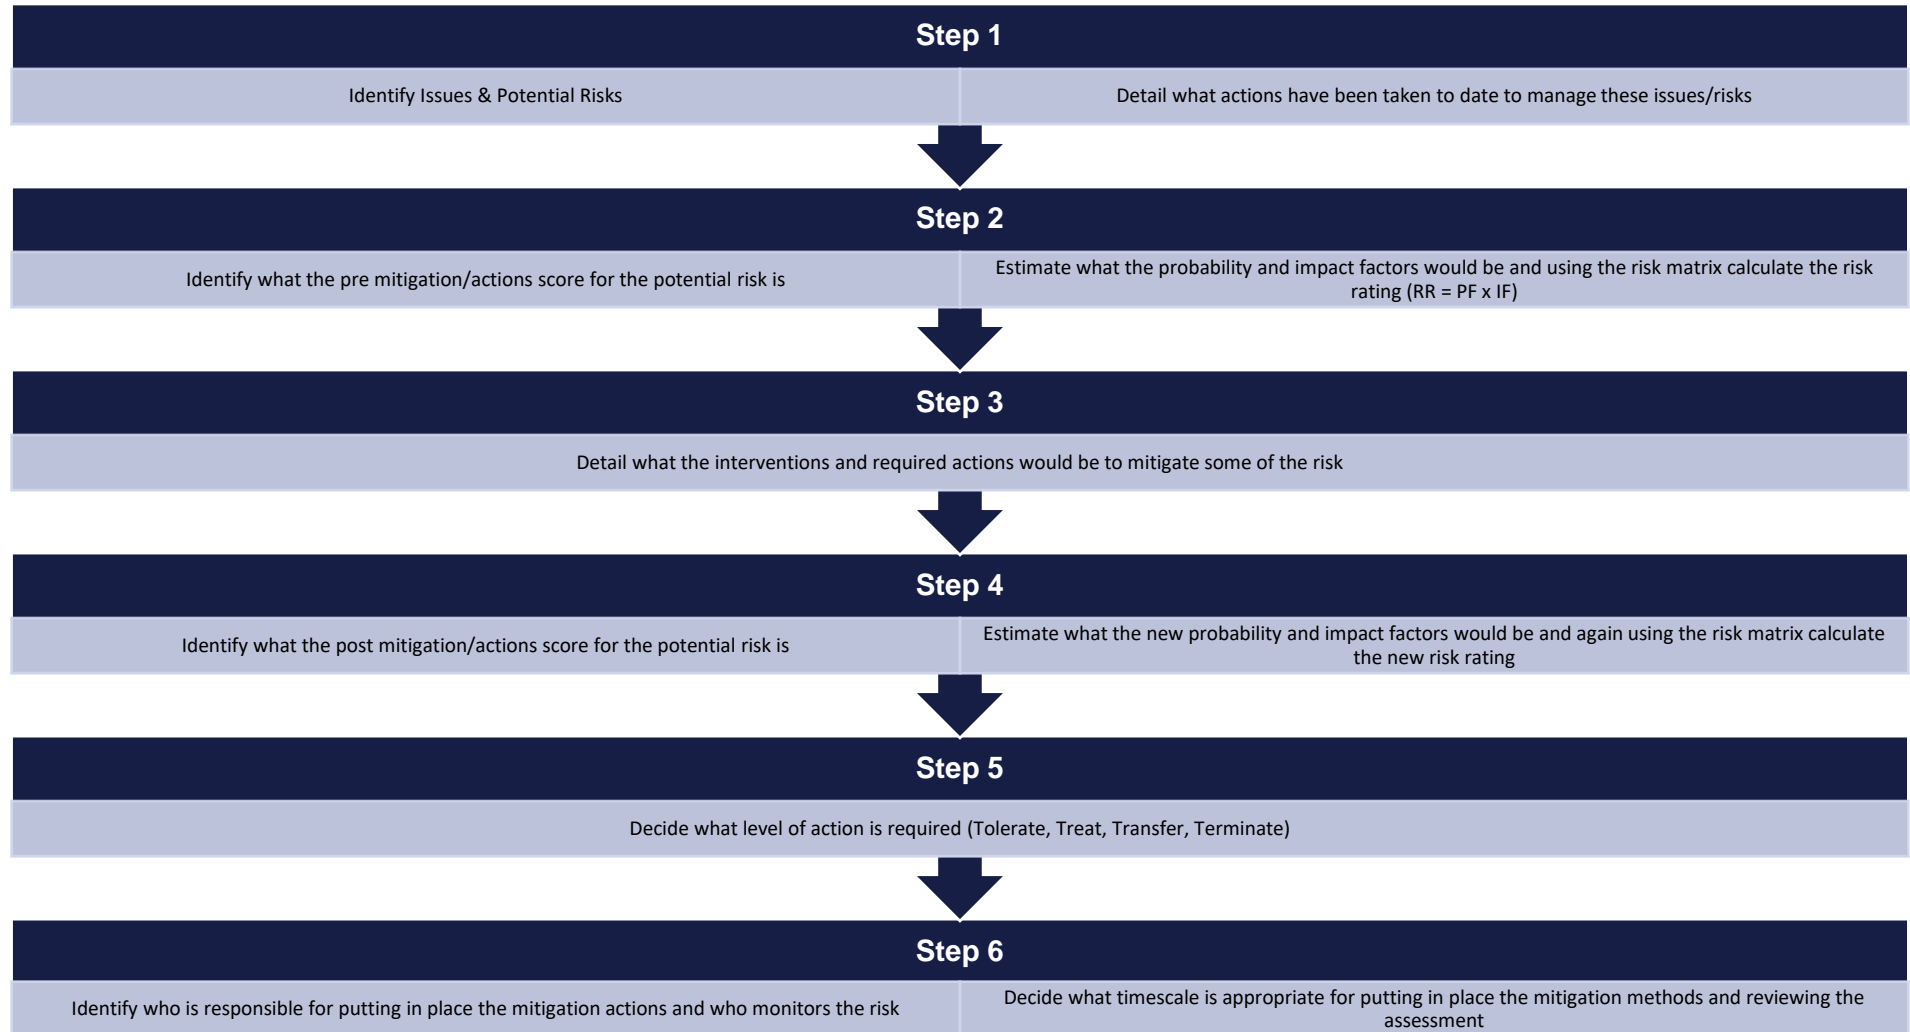 Step 1
Identify Issues & Potential Risks
Detail what actions have been taken to date to manage these issues/risks
Step 2
Identify what the pre mitigation/actions score for the potential risk is
Estimate what the probability and impact factors would be and using the risk matrix calculate the risk
rating (RR = PF x IF)
Step 3
Detail what the interventions and required actions would be to mitigate some of the risk
Step 4
Identify what the post mitigation/actions score for the potential risk is
Estimate what the new probability and impact factors would be and again using the risk matrix calculate
the new risk rating
Step 5
Decide what level of action is required (Tolerate, Treat, Transfer, Terminate)
Step 6
Identify who is responsible for putting in place the mitigation actions and who monitors the risk
Decide what timescale is appropriate for putting in place the mitigation methods and reviewing the
assessment